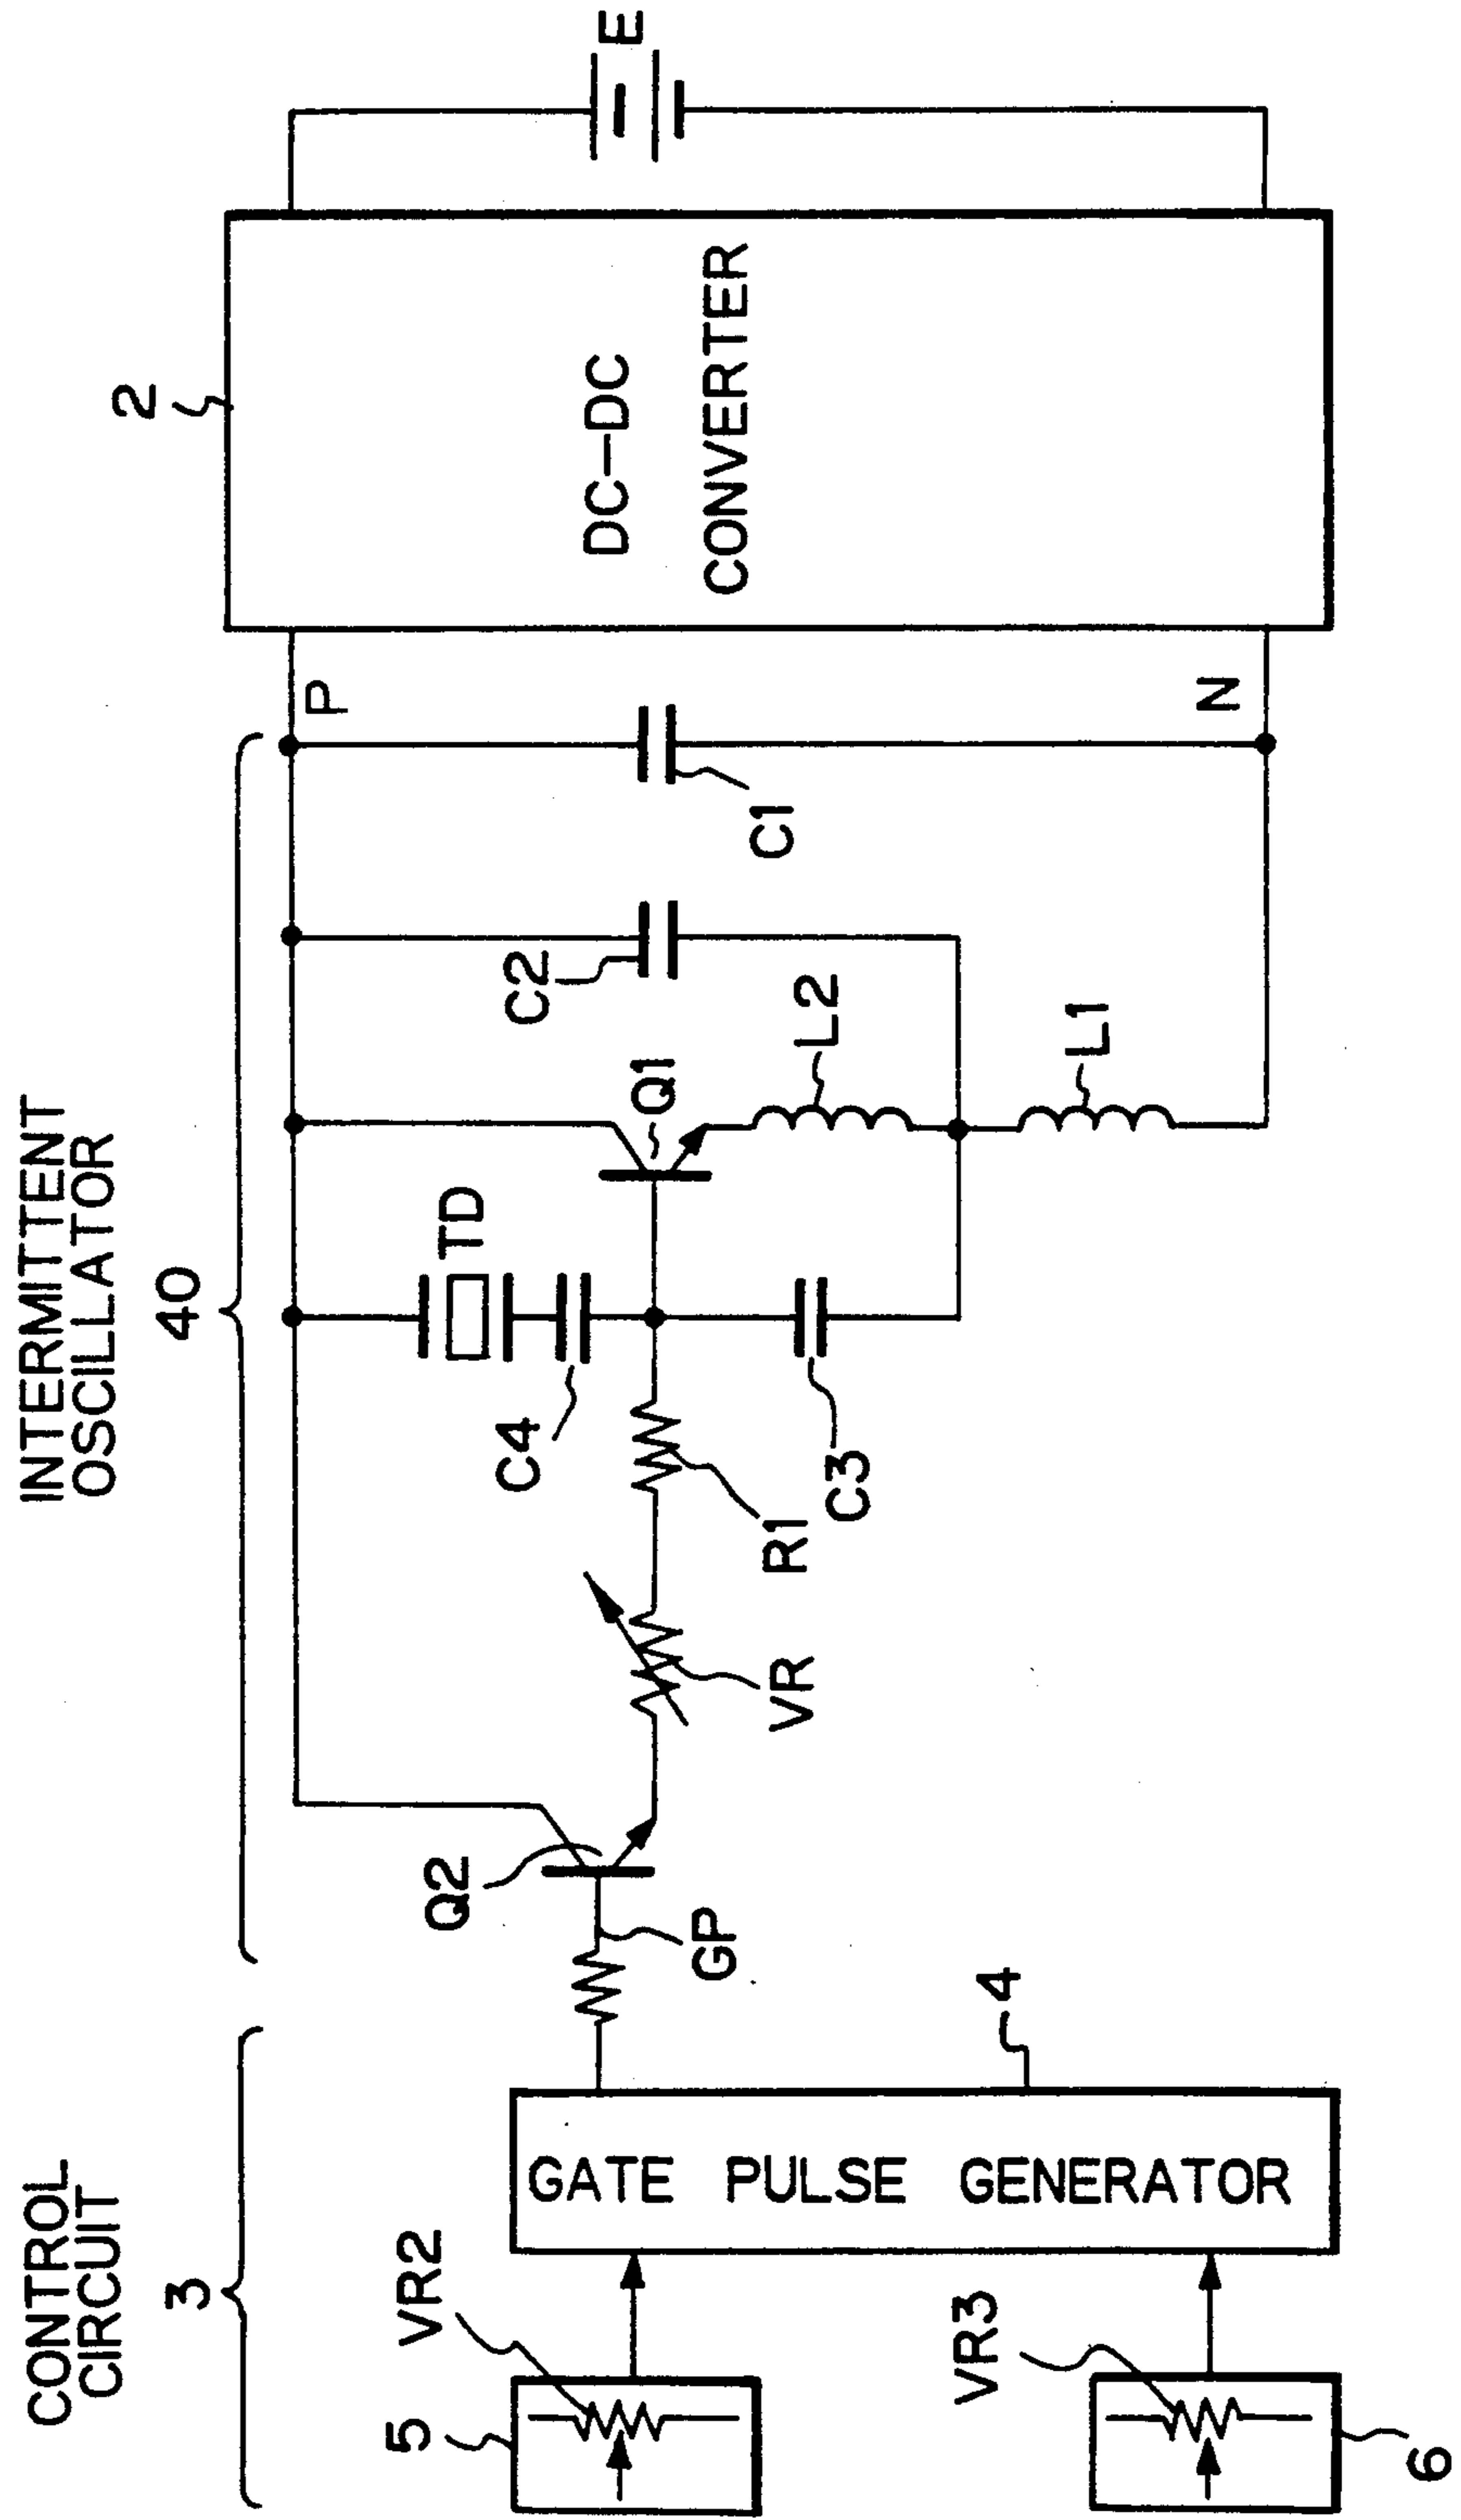 CONTROL
CIRCUIT
3
INTERMITTENT
OSCILLATOR
40
2
5
VR2
VR3
6
GATE PULSE GENERATOR
4
Q2
GP
VR
R1
C4
TD
C3
Q1
L2
L1
C2
C1
P
N
DC-DC
CONVERTER
E